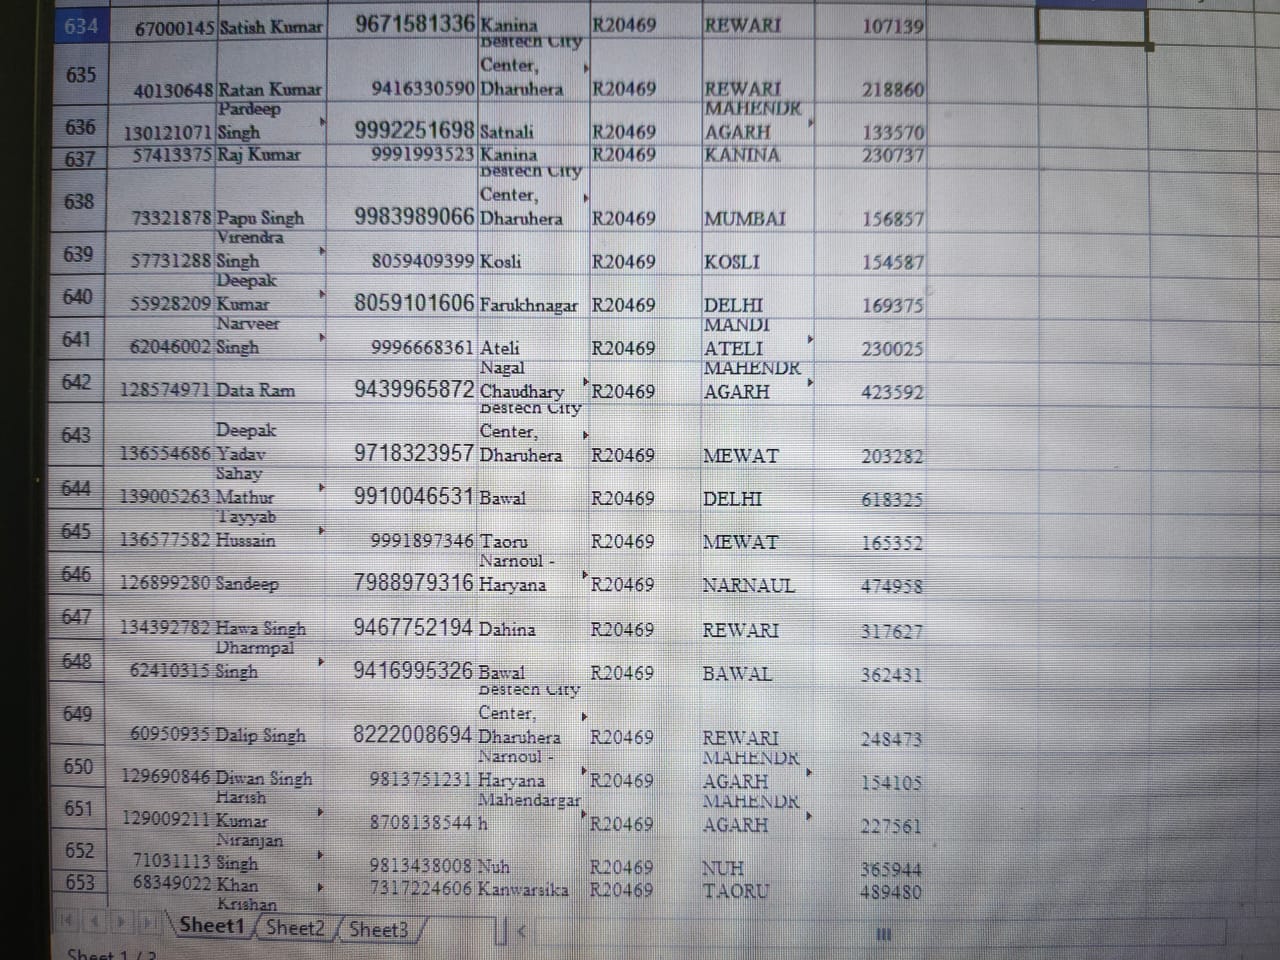 634 67000145 Satish Kumar 9671581336 Kanina R20469 REWARI 107139
Bestech City
Center,
635 40130648 Ratan Kumar 9416330590 Dharuhera R20469 REWARI 218860
Pardeep MAHENDR
636 130121071 Singh 9992251698 Satnali R20469 AGARH 133570
637 57413375 Raj Kumar 9991993523 Kanina R20469 KANINA 230737
Bestech City
Center,
638 73321878 Papu Singh 9983989066 Dharuhera R20469 MUMBAI 156857
Virendra
639 57731288 Singh 8059409399 Kosli R20469 KOSLI 154587
Deepak
640 55928209 Kumar 8059101606 Farukhnagar R20469 DELHI 169375
Narveer MANDI
641 62046002 Singh 9996668361 Ateli R20469 ATELI 230025
Nagal MAHENDR
642 128574971 Data Ram 9439965872 Chaudhary R20469 AGARH 423592
Bestech City
Deepak Center,
643 136554686 Yadav 9718323957 Dharuhera R20469 MEWAT 203282
Sahay
644 139005263 Mathur 9910046531 Bawal R20469 DELHI 618325
Tayyab
645 136577582 Hussain 9991897346 Taoru R20469 MEWAT 165352
Narnoul -
646 126899280 Sandeep 7988979316 Haryana R20469 NARNAUL 474958
647 134392782 Hawa Singh 9467752194 Dahina R20469 REWARI 317627
Dharmpal
648 62410315 Singh 9416995326 Bawal R20469 BAWAL 362431
Bestech City
Center,
649 60950935 Dalip Singh 8222008694 Dharuhera R20469 REWARI 248473
Narnoul - MAHENDR
650 129690846 Diwan Singh 9813751231 Haryana R20469 AGARH 154105
Harish Mahendargar MAHENDR
651 129009211 Kumar 8708138544 h R20469 AGARH 227561
Niranjan
652 71031113 Singh 9813438008 Nuh R20469 NUH 365944
653 68349022 Khan 7317224606 Kanwarsika R20469 TAORU 489480
Krishan
Sheet1 Sheet2 Sheet3
Sheet 1 / 3